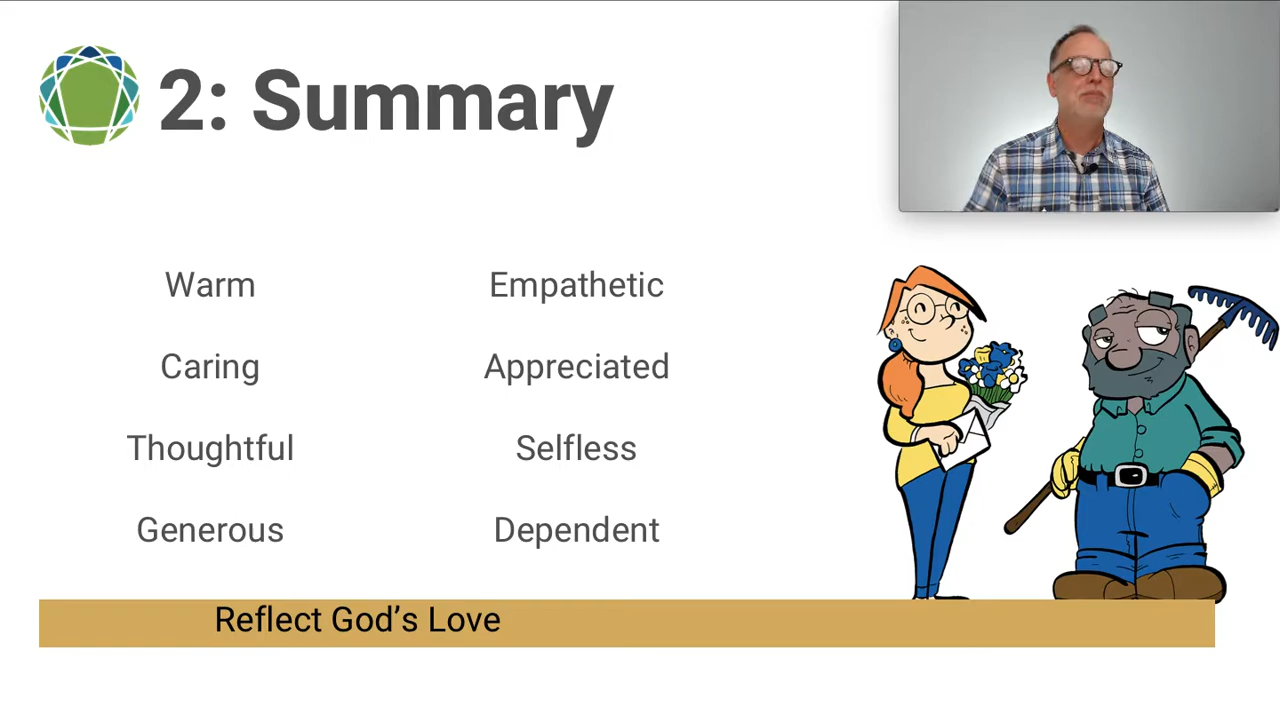 2: Summary
Warm
Empathetic
Caring
Appreciated
Thoughtful
Selfless
Generous
Dependent
Reflect God’s Love